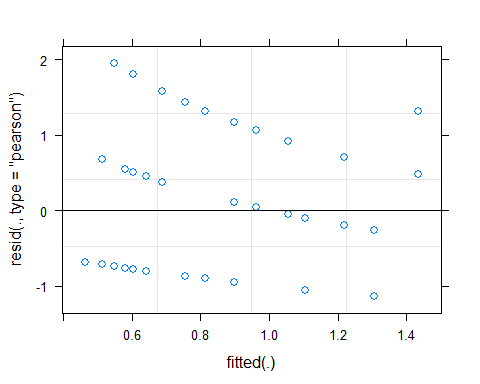 2
1
0
-1
resid(., type = "pearson")
0.6 0.8 1.0 1.2 1.4
fitted(.)